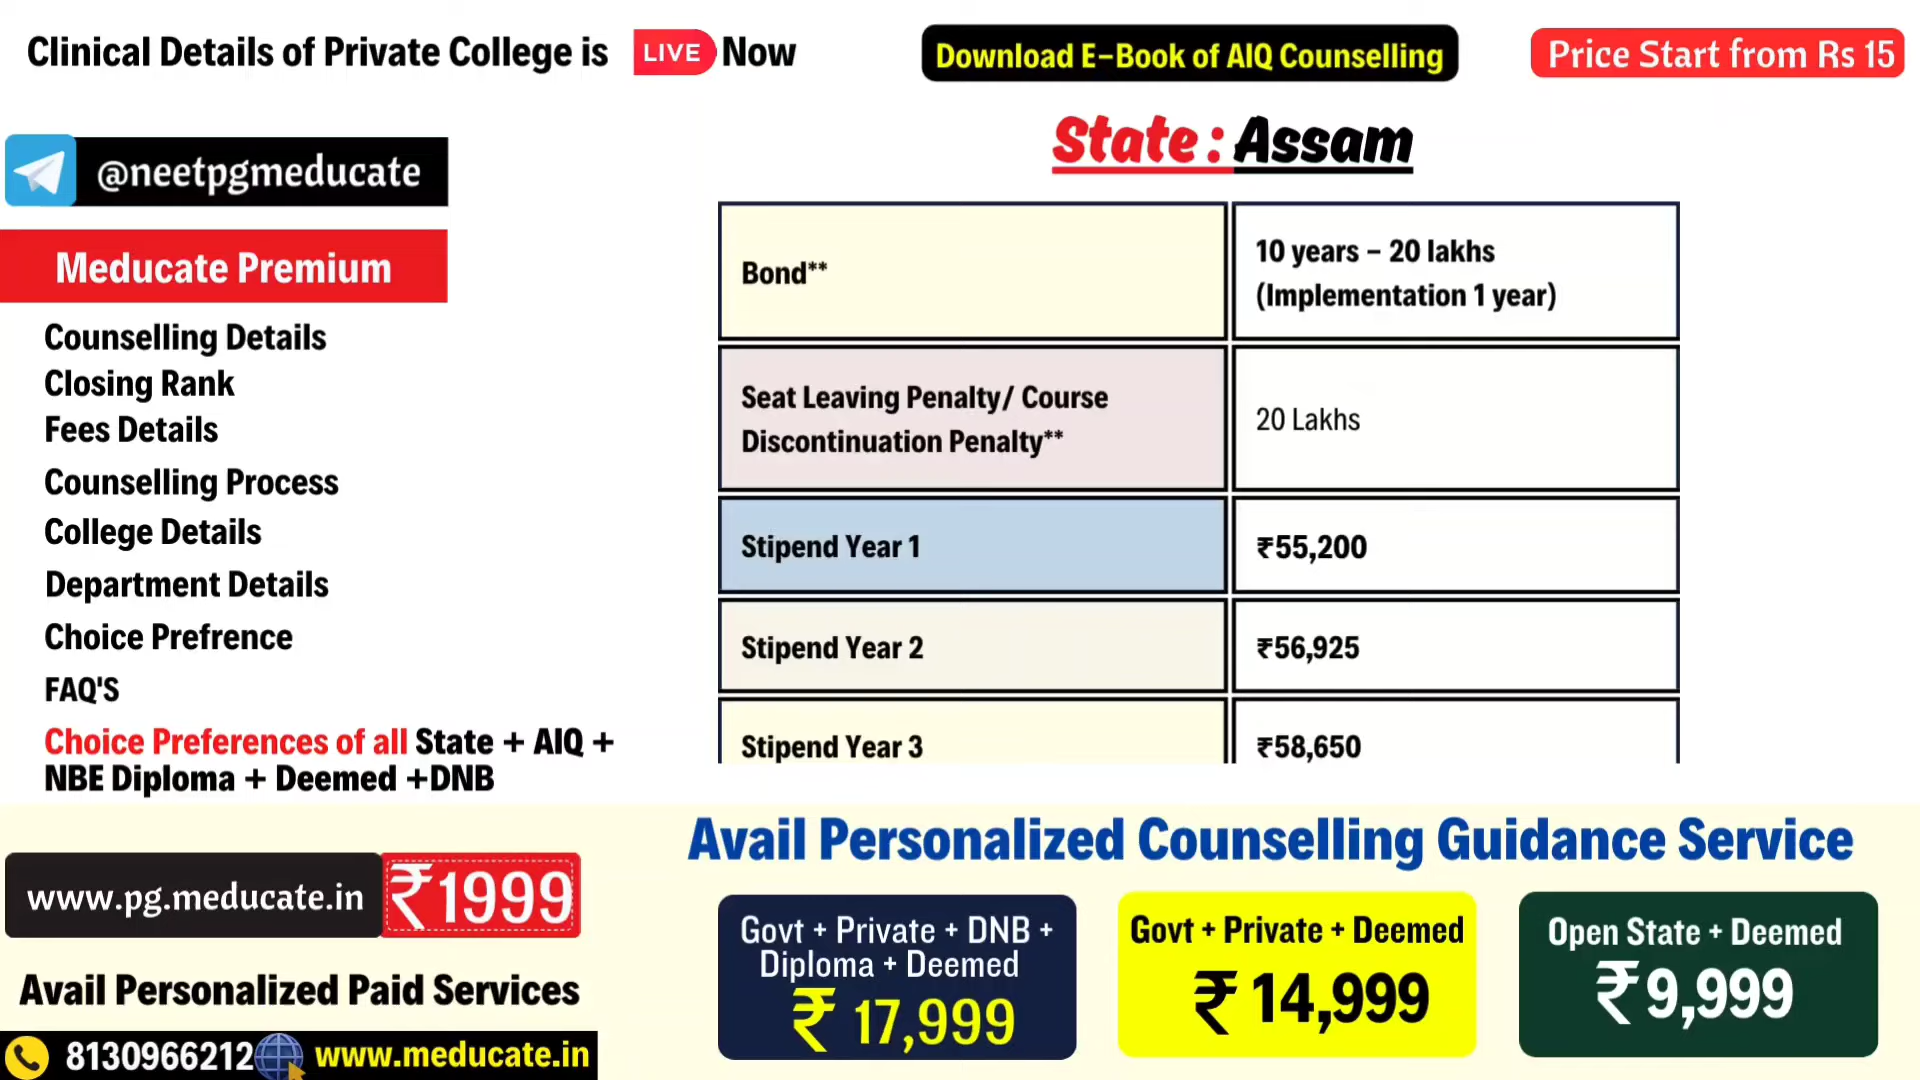 Clinical Details of Private College is LIVE Now
Download E-Book of AIQ Counselling
Price Start from Rs 15
@neetpgmeducate
Meducate Premium
Counselling Details
Closing Rank
Fees Details
Counselling Process
College Details
Department Details
Choice Prefrence
FAQ'S
Choice Preferences of all State + AIQ +
NBE Diploma + Deemed +DNB
www.pg.meducate.in ₹1999
Avail Personalized Paid Services
8130966212 www.meducate.in
State : Assam
Bond**
10 years – 20 lakhs
(Implementation 1 year)
Seat Leaving Penalty/ Course
Discontinuation Penalty**
20 Lakhs
Stipend Year 1
₹55,200
Stipend Year 2
₹56,925
Stipend Year 3
₹58,650
Avail Personalized Counselling Guidance Service
Govt + Private + DNB +
Diploma + Deemed
₹ 17,999
Govt + Private + Deemed
₹ 14,999
Open State + Deemed
₹9,999